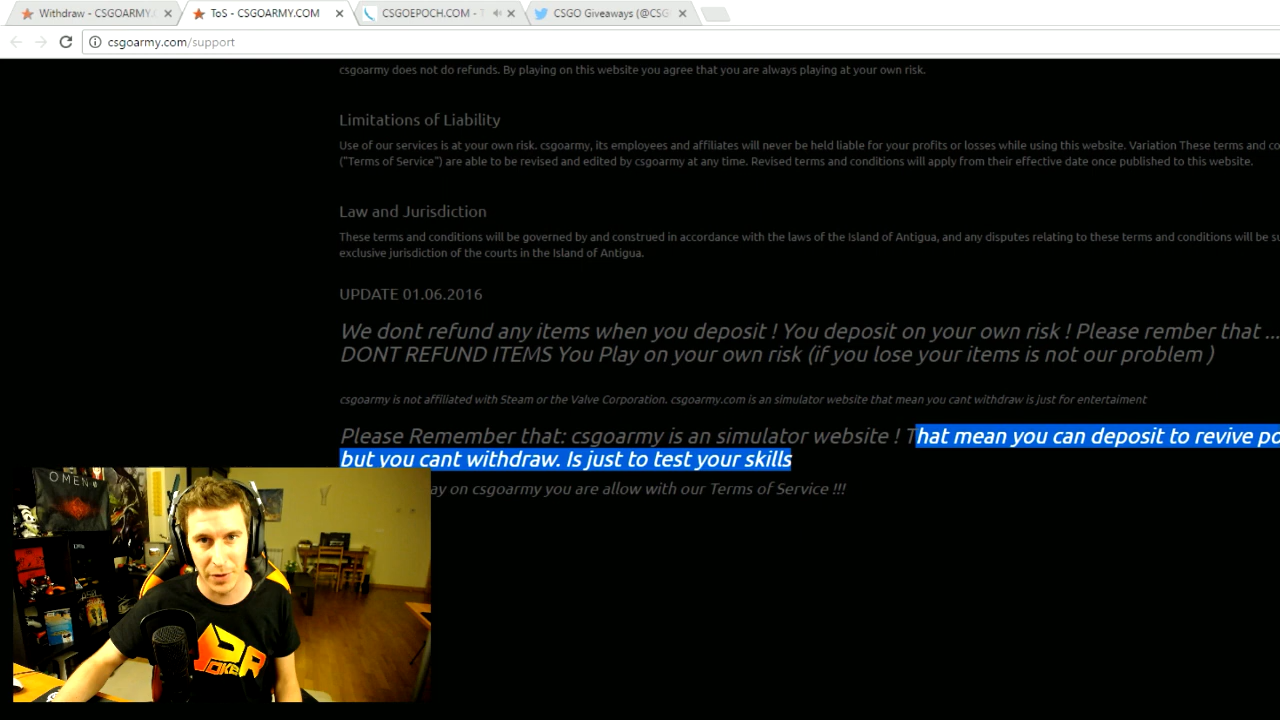 Withdraw - CSGOARMY.
ToS - CSGOARMY.COM
CSGOEPOCH.COM - T
CSGO Giveaways (@CSG
csgoarmy.com/support
csgoarmy does not do refunds. By playing on this website you agree that you are always playing at your own risk.
Limitations of Liability
Use of our services is at your own risk. csgoarmy, its employees and affiliates will never be held liable for your profits or losses while using this website. Variation These terms and co
("Terms of Service") are able to be revised and edited by csgoarmy at any time. Revised terms and conditions will apply from their effective date once published to this website.
Law and Jurisdiction
These terms and conditions will be governed by and construed in accordance with the laws of the Island of Antigua, and any disputes relating to these terms and conditions will be su
exclusive jurisdiction of the courts in the Island of Antigua.
UPDATE 01.06.2016
We dont refund any items when you deposit ! You deposit on your own risk ! Please rember that ...
DONT REFUND ITEMS You Play on your own risk (if you lose your items is not our problem )
csgoarmy is not affiliated with Steam or the Valve Corporation. csgoarmy.com is an simulator website that mean you cant withdraw is just for entertaiment
Please Remember that: csgoarmy is an simulator website ! That mean you can deposit to revive po
but you cant withdraw. Is just to test your skills
ay on csgoarmy you are allow with our Terms of Service !!!
OMEN
JOKER